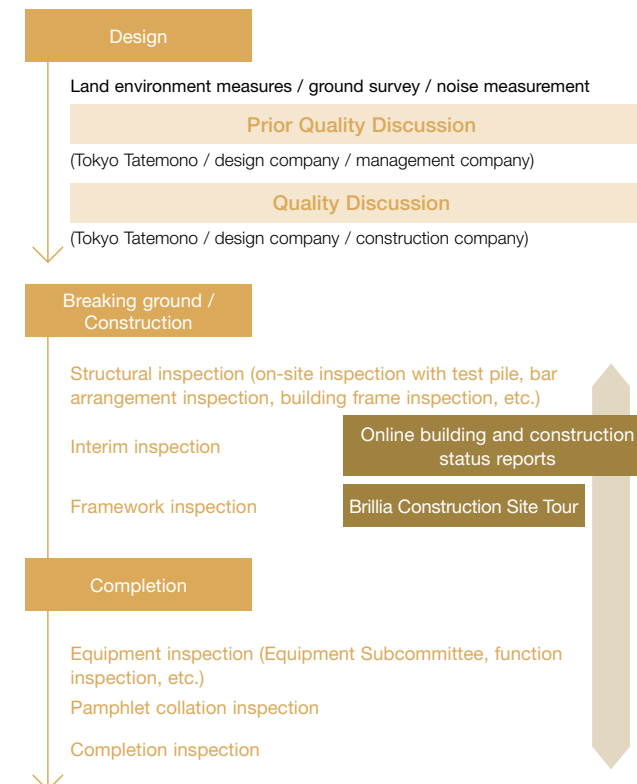 Design
Land environment measures / ground survey / noise measurement
Prior Quality Discussion
(Tokyo Tatemono / design company / management company)
Quality Discussion
(Tokyo Tatemono / design company / construction company)
Breaking ground /
Construction
Structural inspection (on-site inspection with test pile, bar
arrangement inspection, building frame inspection, etc.)
Interim inspection
Online building and construction
status reports
Framework inspection
Brillia Construction Site Tour
Completion
Equipment inspection (Equipment Subcommittee, function
inspection, etc.)
Pamphlet collation inspection
Completion inspection